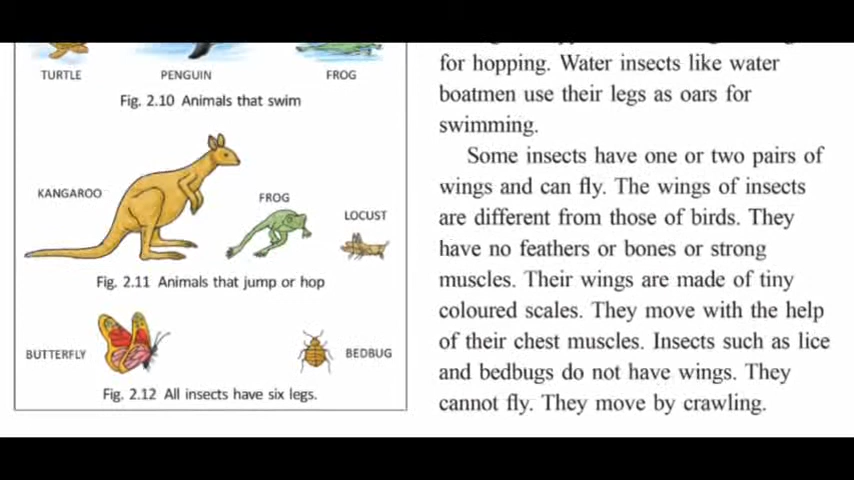 TURTLE
PENGUIN
FROG
Fig. 2.10 Animals that swim
KANGAROO
FROG
LOCUST
Fig. 2.11 Animals that jump or hop
BUTTERFLY
BEDBUG
Fig. 2.12 All insects have six legs.
for hopping. Water insects like water
boatmen use their legs as oars for
swimming.
Some insects have one or two pairs of
wings and can fly. The wings of insects
are different from those of birds. They
have no feathers or bones or strong
muscles. Their wings are made of tiny
coloured scales. They move with the help
of their chest muscles. Insects such as lice
and bedbugs do not have wings. They
cannot fly. They move by crawling.